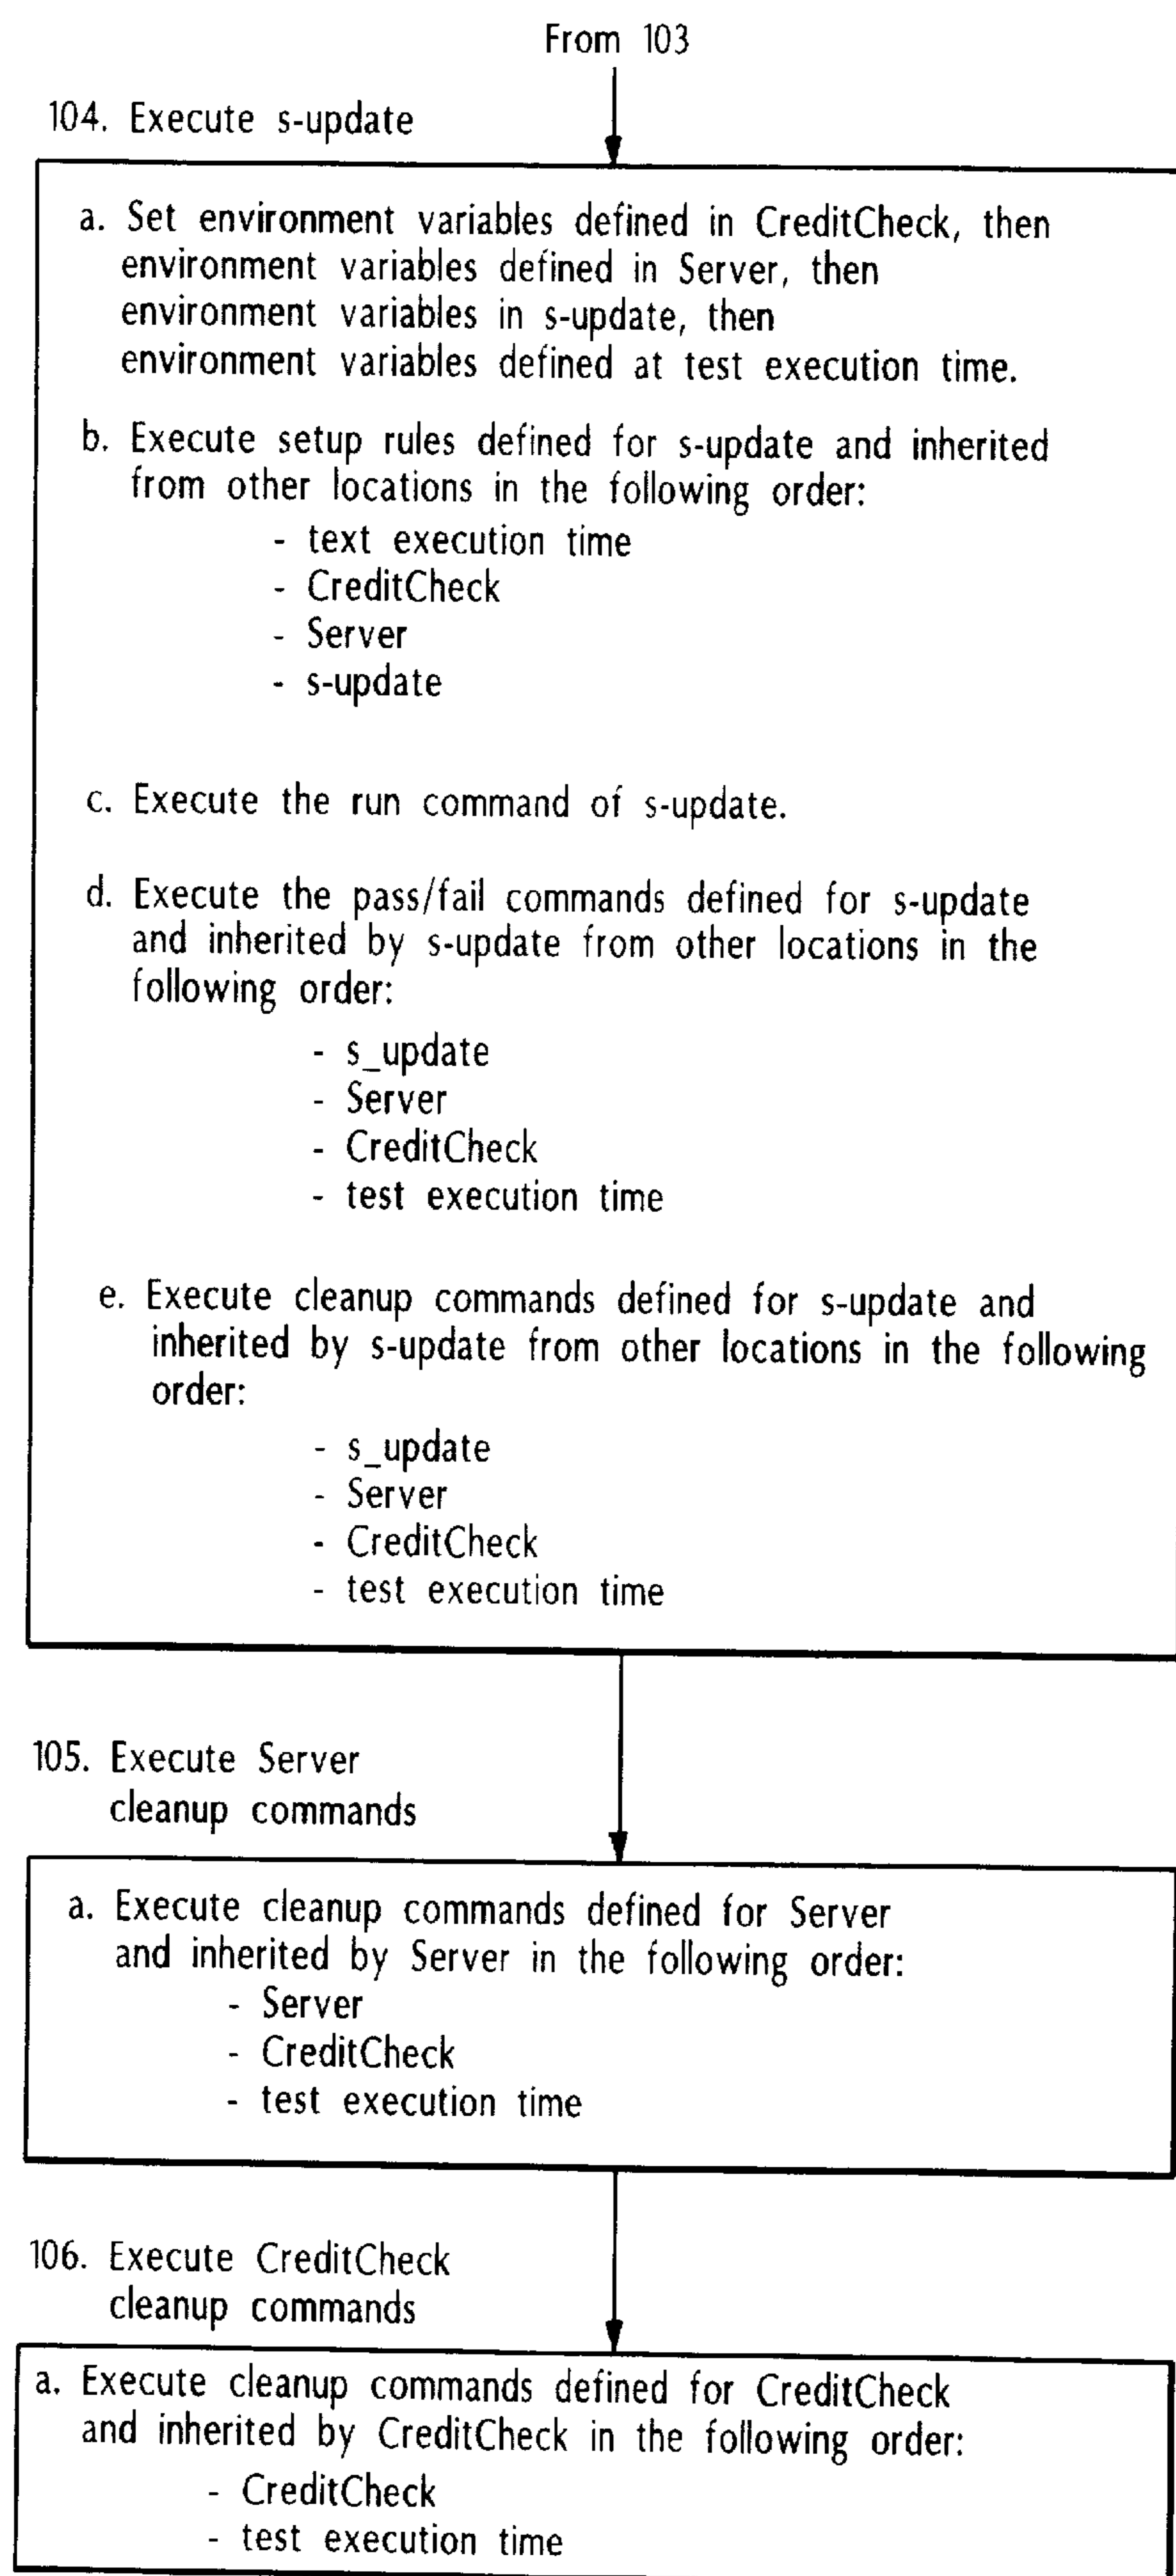 From 103
104. Execute s-update
a. Set environment variables defined in CreditCheck, then
environment variables defined in Server, then
environment variables in s-update, then
environment variables defined at test execution time.
b. Execute setup rules defined for s-update and inherited
from other locations in the following order:
- text execution time
- CreditCheck
- Server
- s-update
c. Execute the run command of s-update.
d. Execute the pass/fail commands defined for s-update
and inherited by s-update from other locations in the
following order:
- s_update
- Server
- CreditCheck
- test execution time
e. Execute cleanup commands defined for s-update and
inherited by s-update from other locations in the following
order:
- s_update
- Server
- CreditCheck
- test execution time
105. Execute Server
cleanup commands
a. Execute cleanup commands defined for Server
and inherited by Server in the following order:
- Server
- CreditCheck
- test execution time
106. Execute CreditCheck
cleanup commands
a. Execute cleanup commands defined for CreditCheck
and inherited by CreditCheck in the following order:
- CreditCheck
- test execution time